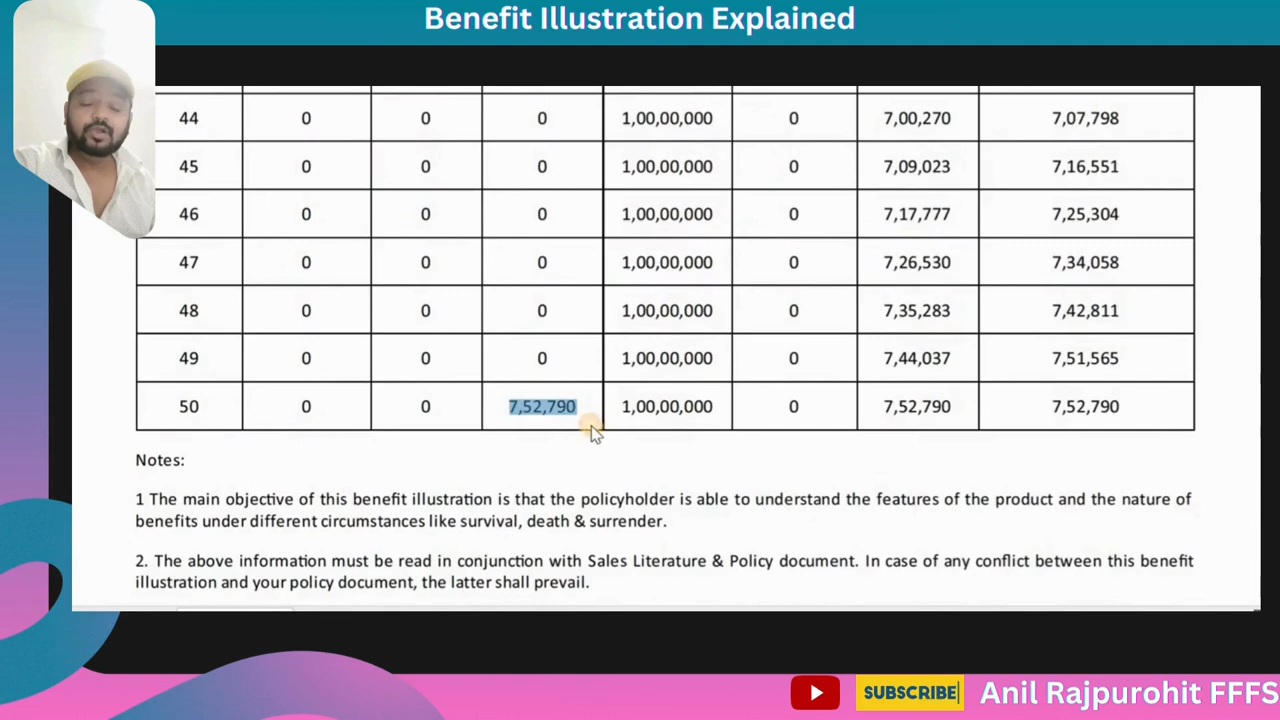 Benefit Illustration Explained
44 0 0 0 1,00,00,000 0 7,00,270 7,07,798
45 0 0 0 1,00,00,000 0 7,09,023 7,16,551
46 0 0 0 1,00,00,000 0 7,17,777 7,25,304
47 0 0 0 1,00,00,000 0 7,26,530 7,34,058
48 0 0 0 1,00,00,000 0 7,35,283 7,42,811
49 0 0 0 1,00,00,000 0 7,44,037 7,51,565
50 0 0 7,52,790 1,00,00,000 0 7,52,790 7,52,790
Notes:
1 The main objective of this benefit illustration is that the policyholder is able to understand the features of the product and the nature of
benefits under different circumstances like survival, death & surrender.
2. The above information must be read in conjunction with Sales Literature & Policy document. In case of any conflict between this benefit
illustration and your policy document, the latter shall prevail.
SUBSCRIBE Anil Rajpurohit FFFS